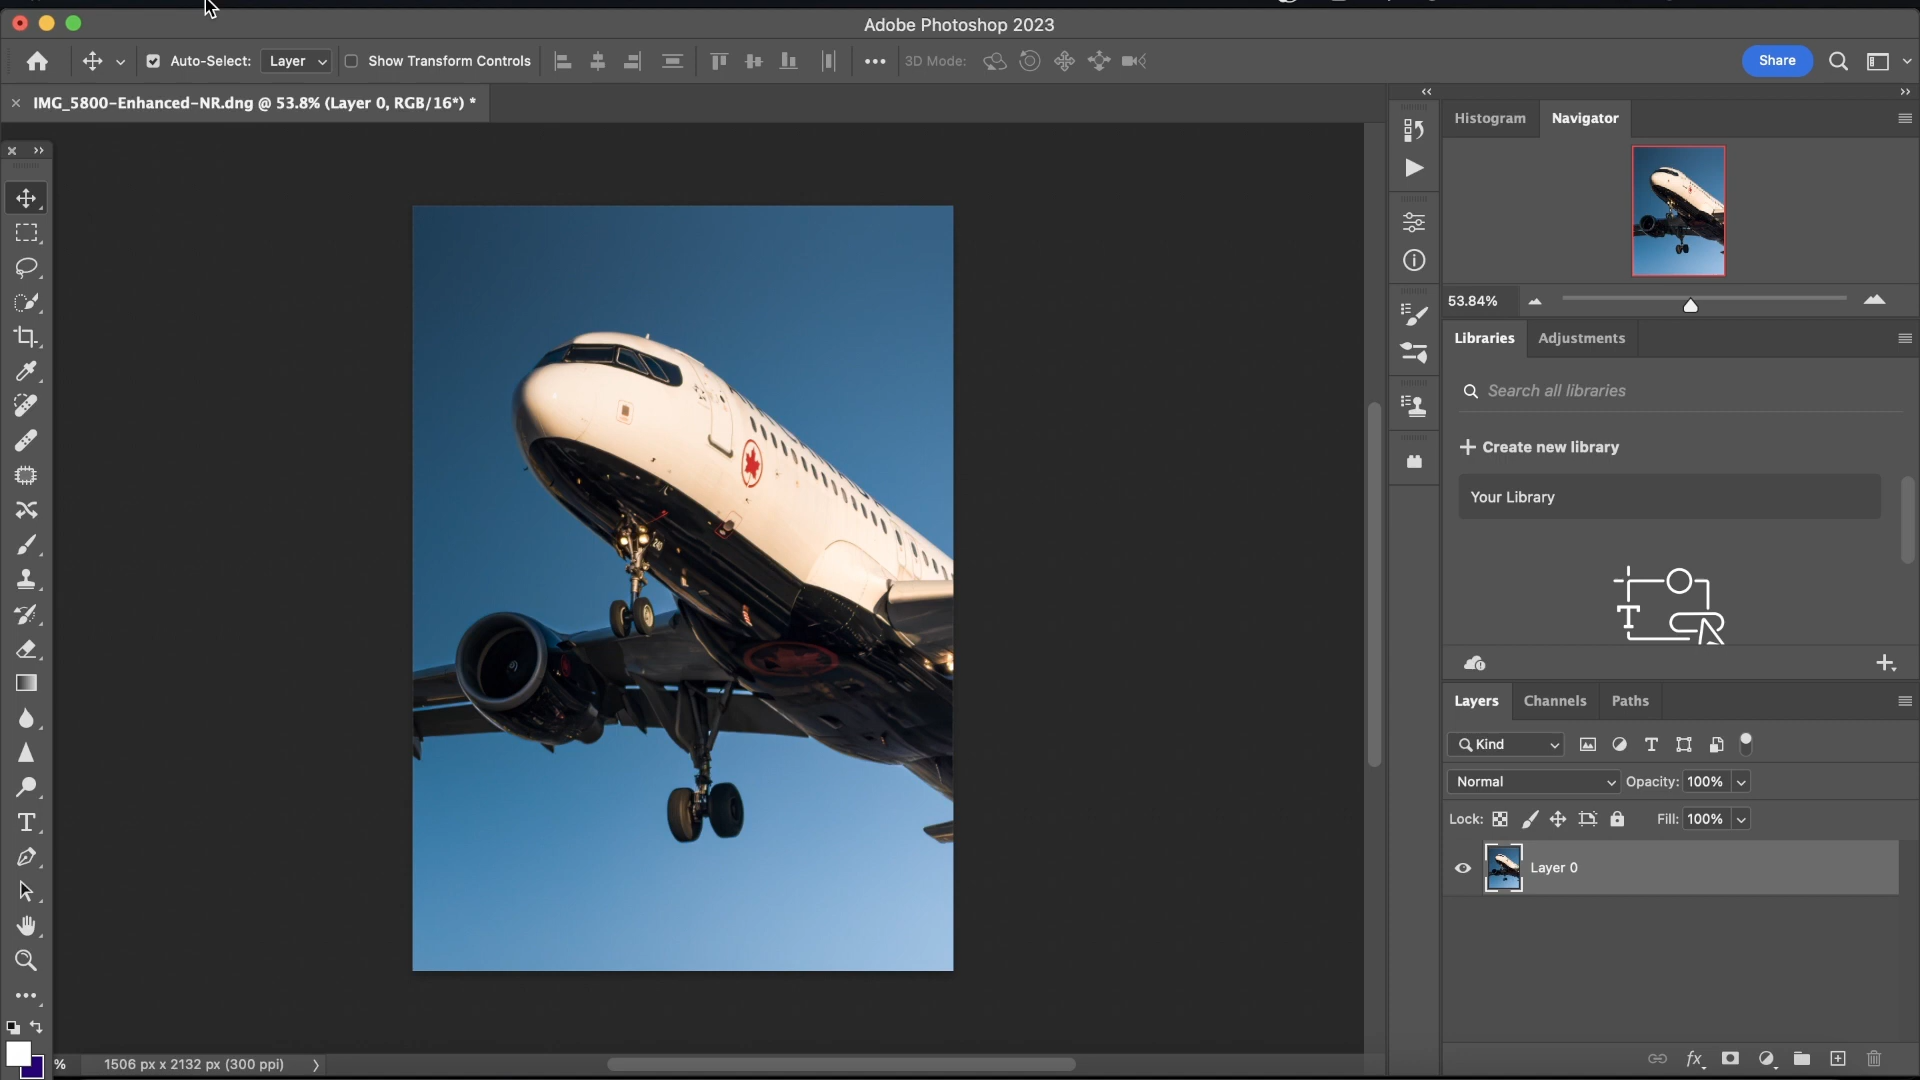 Adobe Photoshop 2023
Auto-Select: Layer Show Transform Controls 3D Mode: Share
IMG_5800-Enhanced-NR.dng @ 53.8% (Layer 0, RGB/16*) *
Histogram Navigator
53.84%
Libraries Adjustments
Search all libraries
Create new library
Your Library
Layers Channels Paths
Kind
Normal Opacity: 100%
Lock: Fill: 100%
Layer 0
240
% 1506 px x 2132 px (300 ppi)